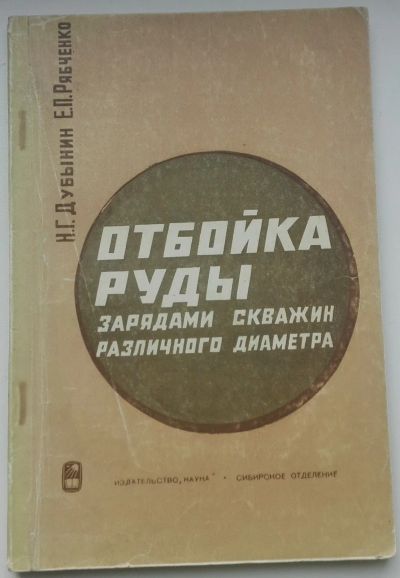 Н.Г. Дубынин Е.П. Рябченко
ОТБОЙКА
РУДЫ
ЗАРЯДАМИ СКВАЖИН
РАЗЛИЧНОГО ДИАМЕТРА
ИЗДАТЕЛЬСТВО „НАУКА" • СИБИРСКОЕ ОТДЕЛЕНИЕ